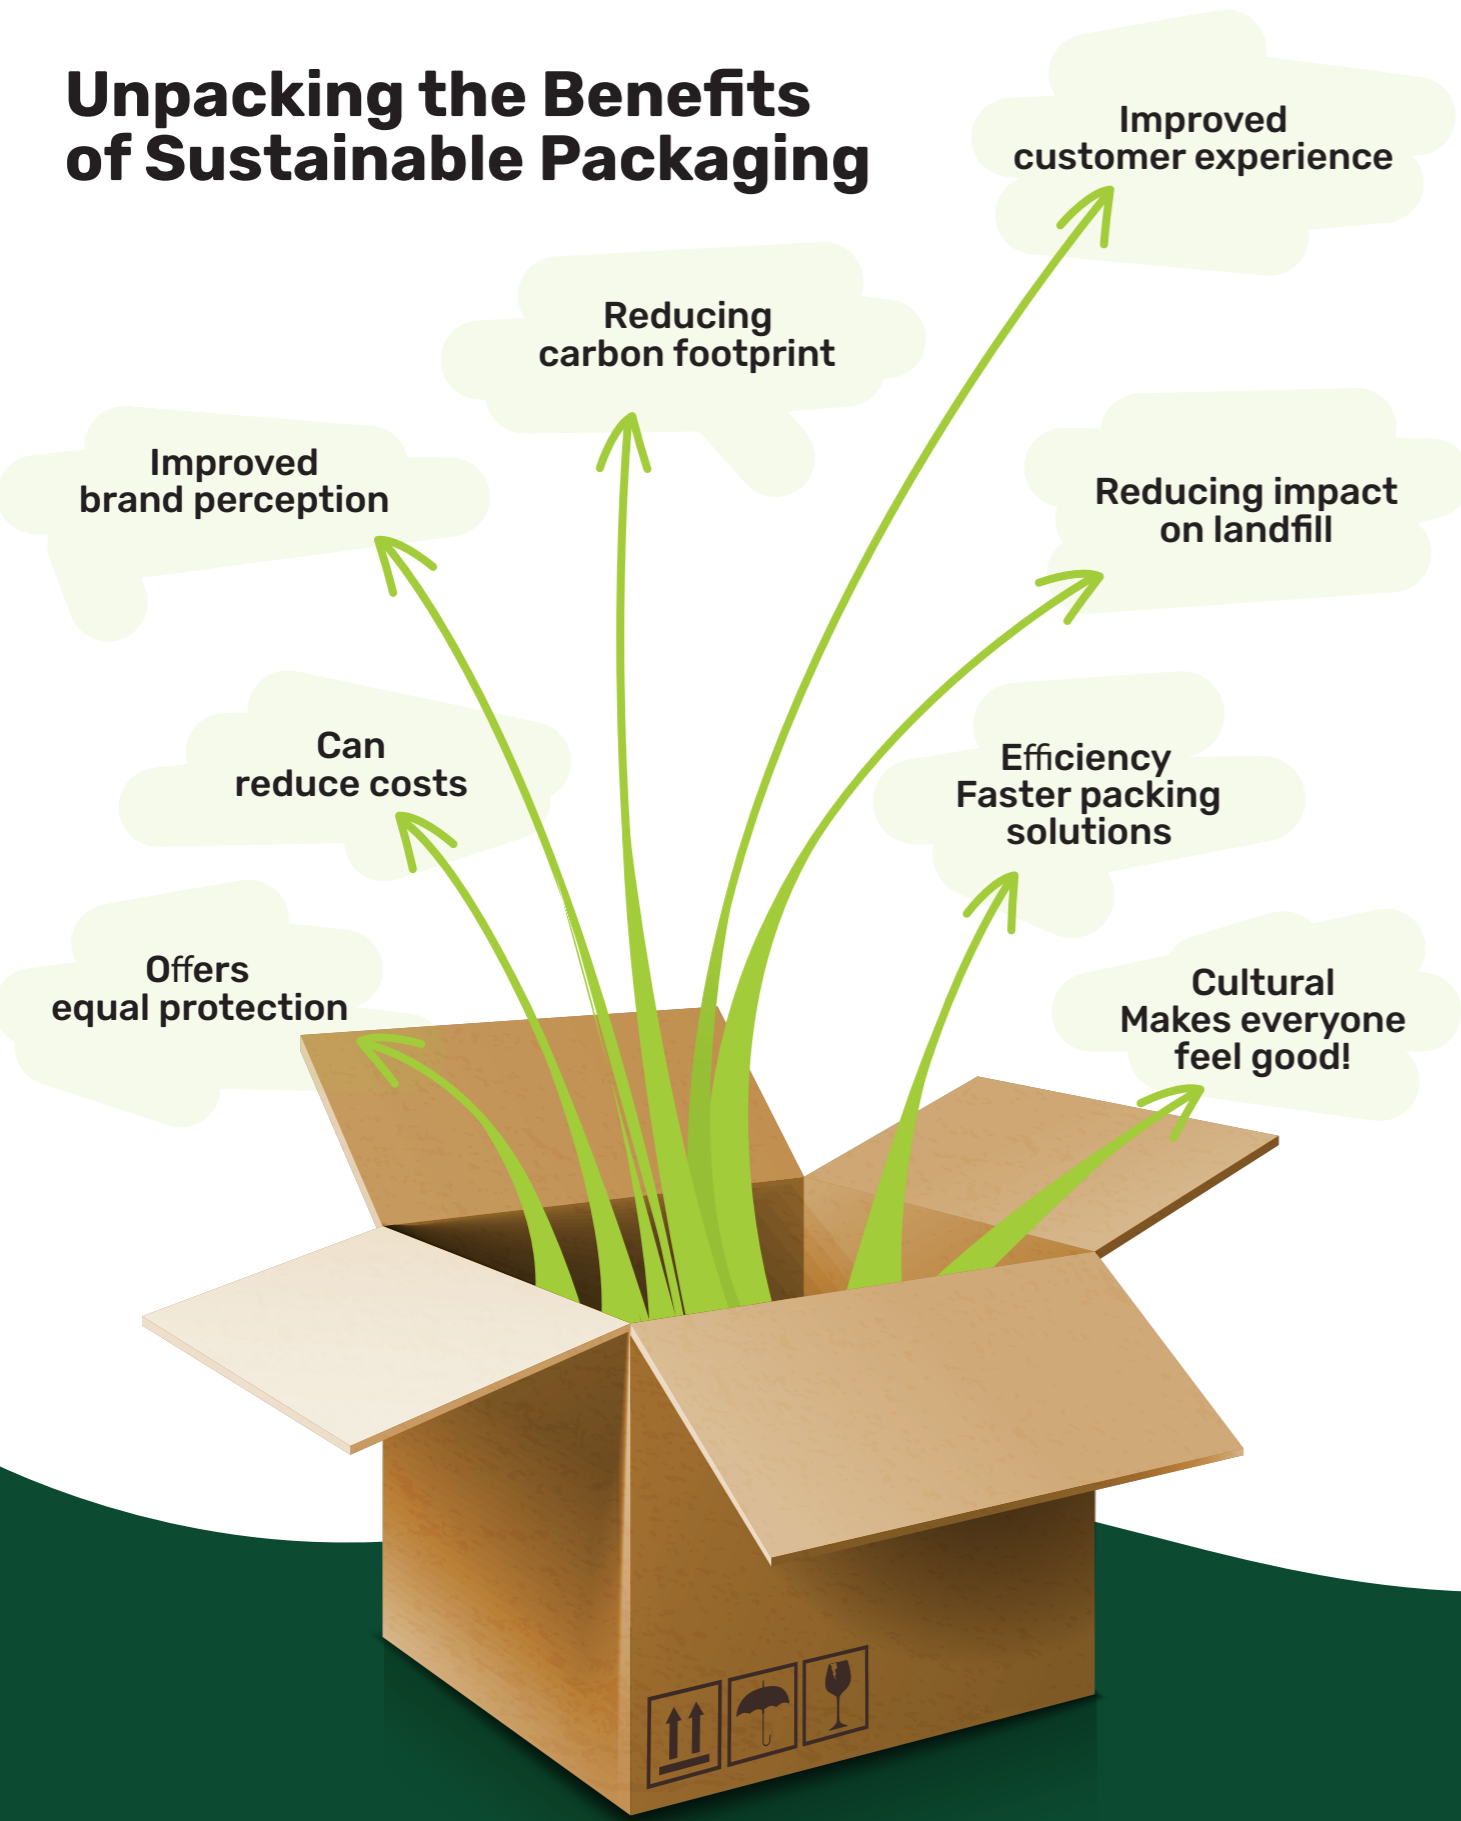 Unpacking the Benefits
of Sustainable Packaging
Improved
customer experience
Reducing
carbon footprint
Improved
brand perception
Reducing impact
on landfill
Can
reduce costs
Efficiency
Faster packing
solutions
Offers
equal protection
Cultural
Makes everyone
feel good!